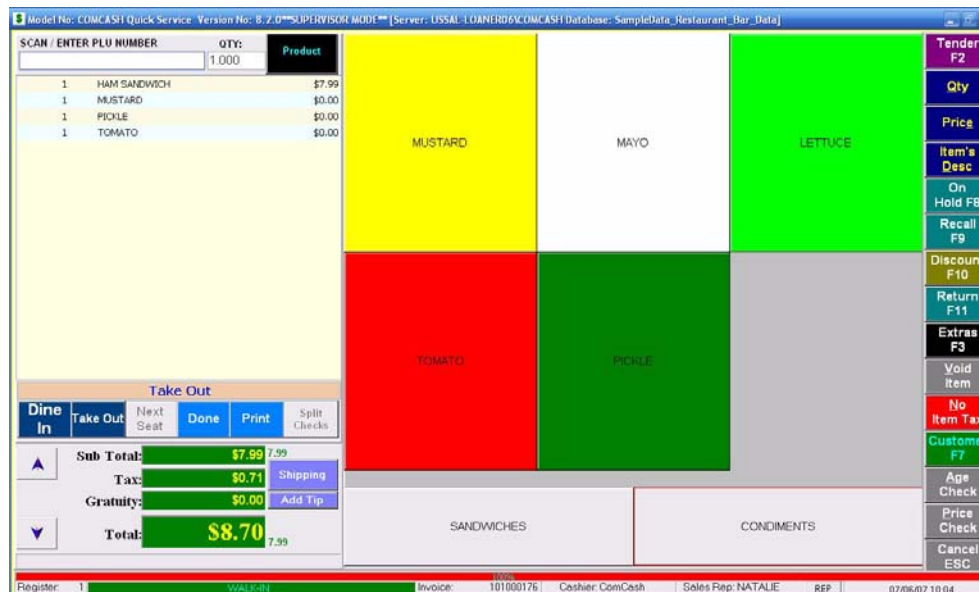 Model No: COMCASH Quick Service Version No: 8.2.0**SUPERVISOR MODE** [Server: USSAL-LOANERD6\COMCASH Database: SampleData_Restaurant_Bar_Data]
SCAN / ENTER PLU NUMBER QTY:
1.000
Product
1 HAM SANDWICH $7.99
1 MUSTARD $0.00
1 PICKLE $0.00
1 TOMATO $0.00
Take Out
Dine In
Take Out
Next Seat
Done
Print
Split Checks
Sub Total: $7.99 7.99
Tax: $0.71
Shipping
Gratuity: $0.00
Add Tip
Total: $8.70 7.99
MUSTARD
MAYO
LETTUCE
TOMATO
PICKLE
SANDWICHES
CONDIMENTS
Tender
F2
Qty
Price
Item's
Desc
On
Hold F8
Recall
F9
Discoun
F10
Return
F11
Extras
F3
Void
Item
No
Item Tax
Custome
F7
Age
Check
Price
Check
Cancel
ESC
100%
Register: 1 WALK-IN Invoice: 101000176 Cashier: ComCash Sales Rep: NATALIE REP 07/06/07 10:04